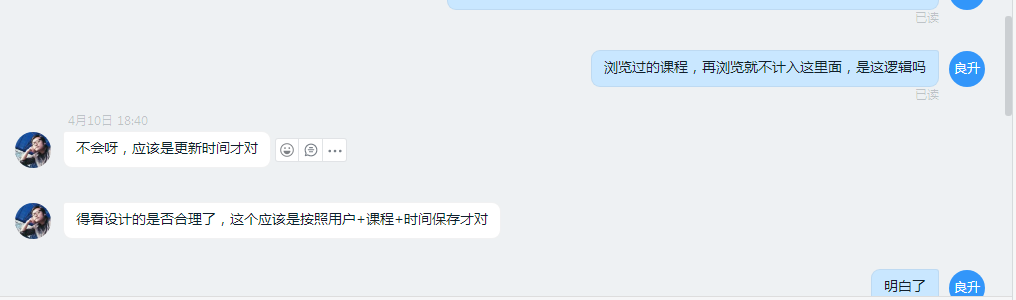 已读
浏览过的课程，再浏览就不计入这里面，是这逻辑吗
良升
已读
4月10日 18:40
不会呀，应该是更新时间才对
得看设计的是否合理了，这个应该是按照用户+课程+时间保存才对
明白了
良升